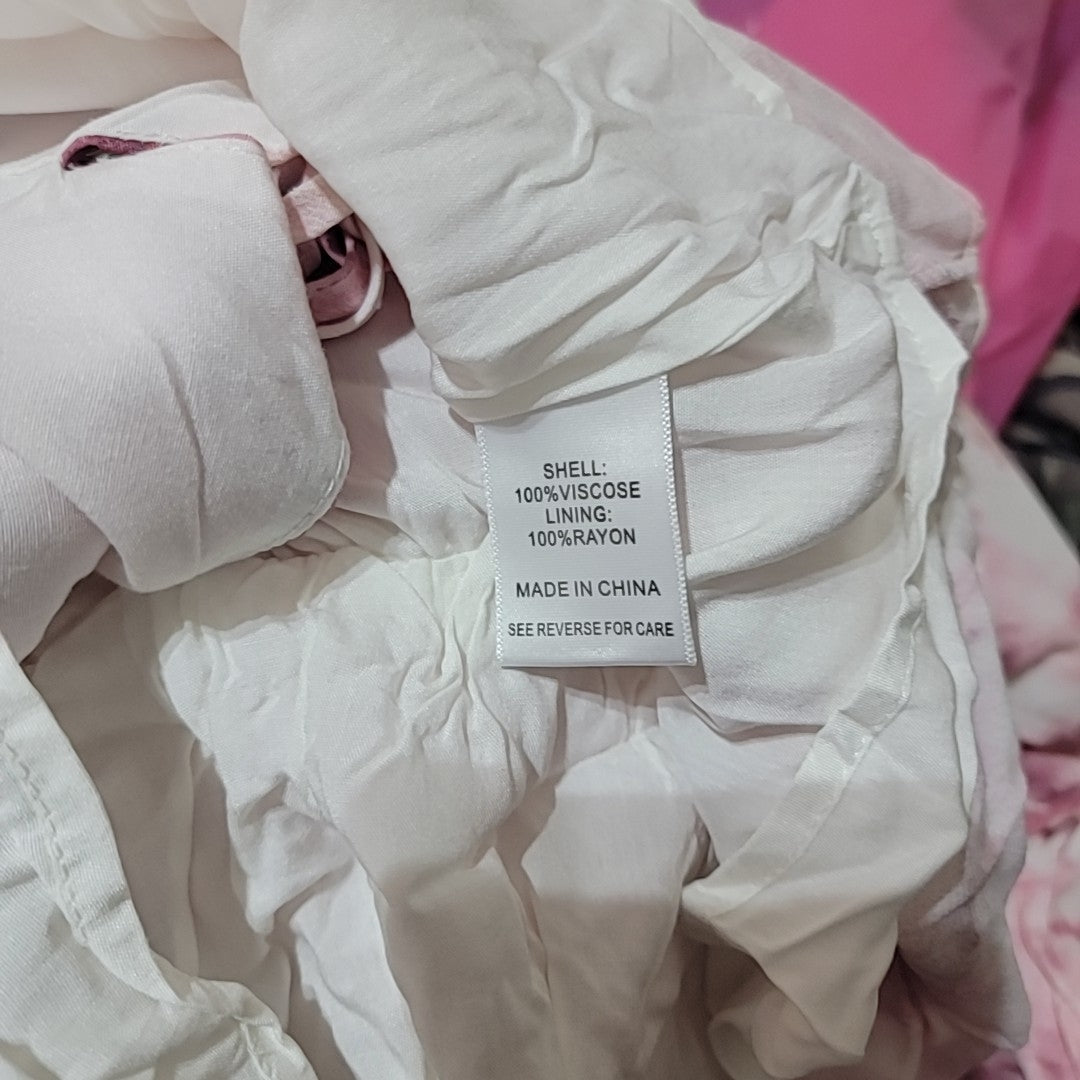 SHELL:
100%VISCOSE
LINING:
100%RAYON
MADE IN CHINA
SEE REVERSE FOR CARE